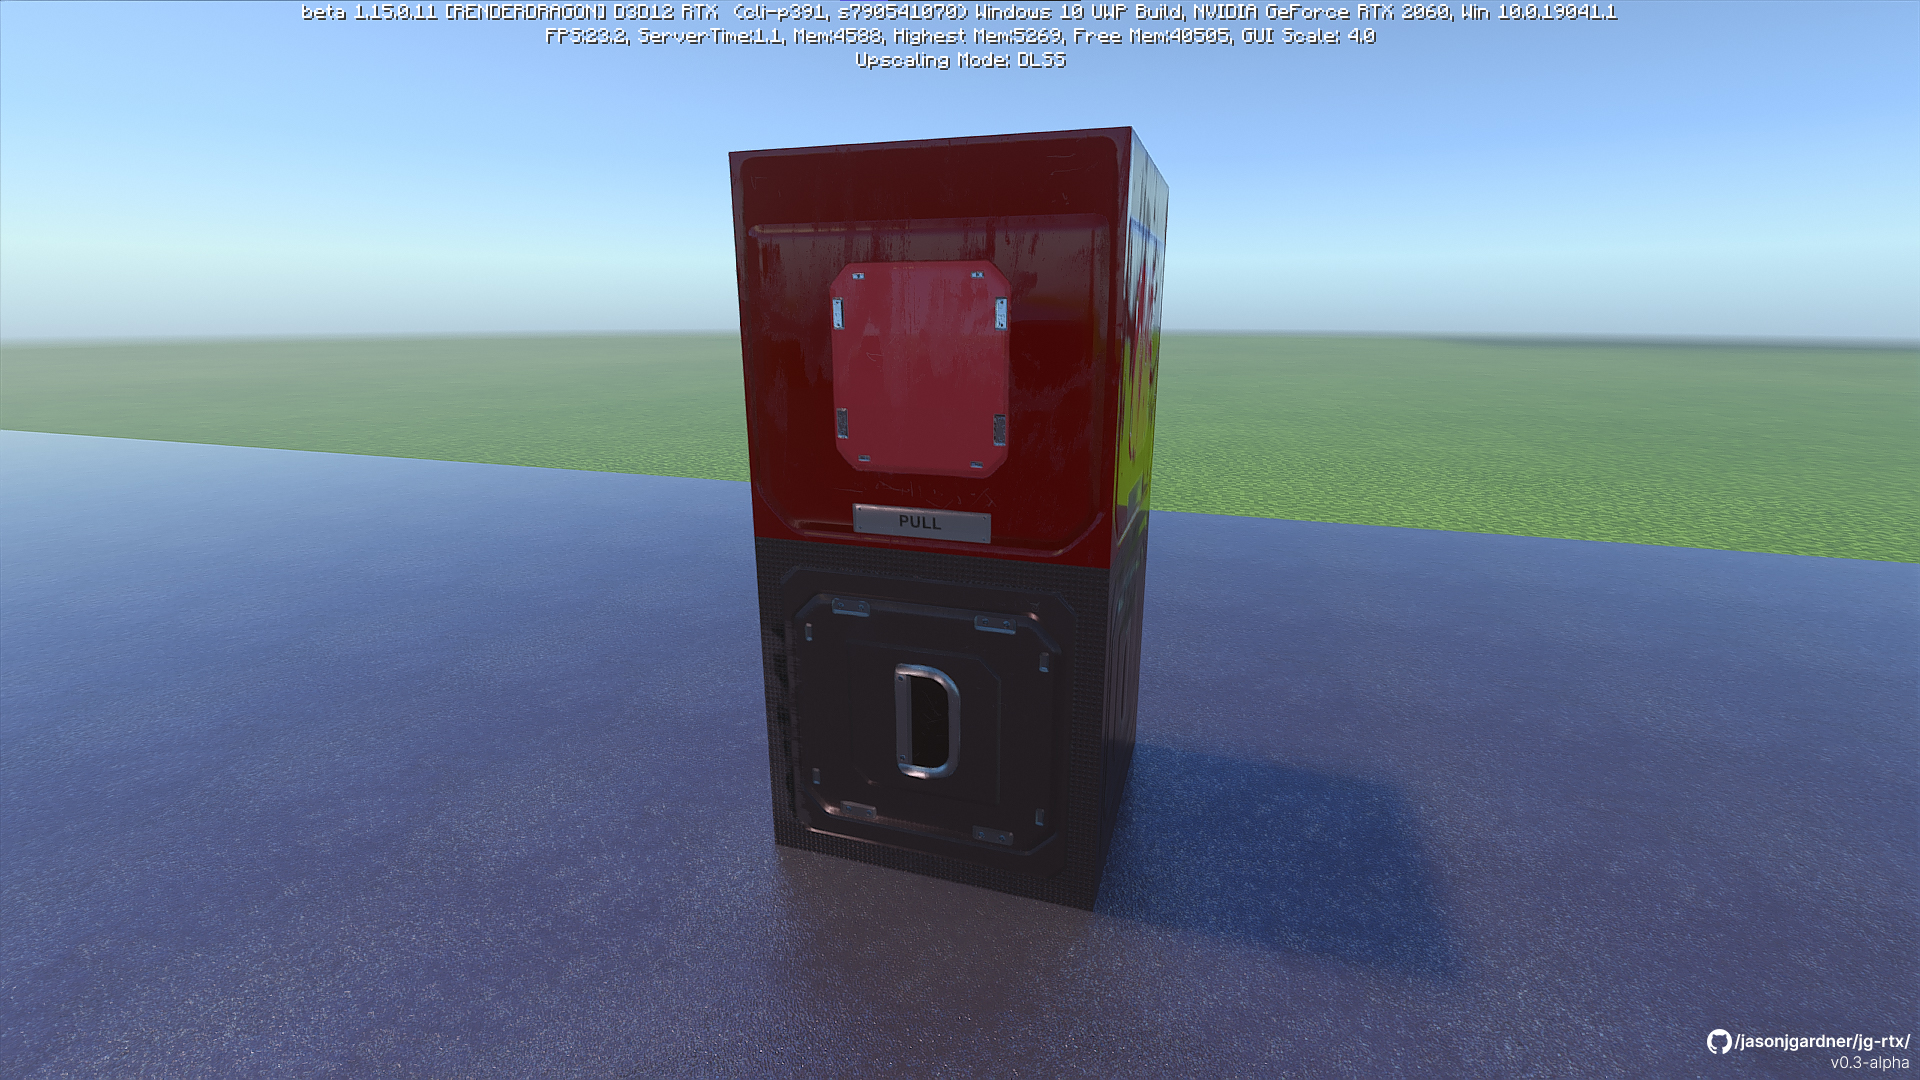 beta 1.15.0.11 [RENDERDRAGON] D3D12 RTX (cli-p391, s790541070) Windows 10 UWP Build, NVIDIA GeForce RTX 2060, Win 10.0.19041.1
FPS:23.2, ServerTime:1.1, Mem:4588, Highest Mem:5269, Free Mem:40505, GUI Scale: 4.0
Upscaling Mode: DLSS
PULL
/jasonjgardner/jg-rtx/
v0.3-alpha